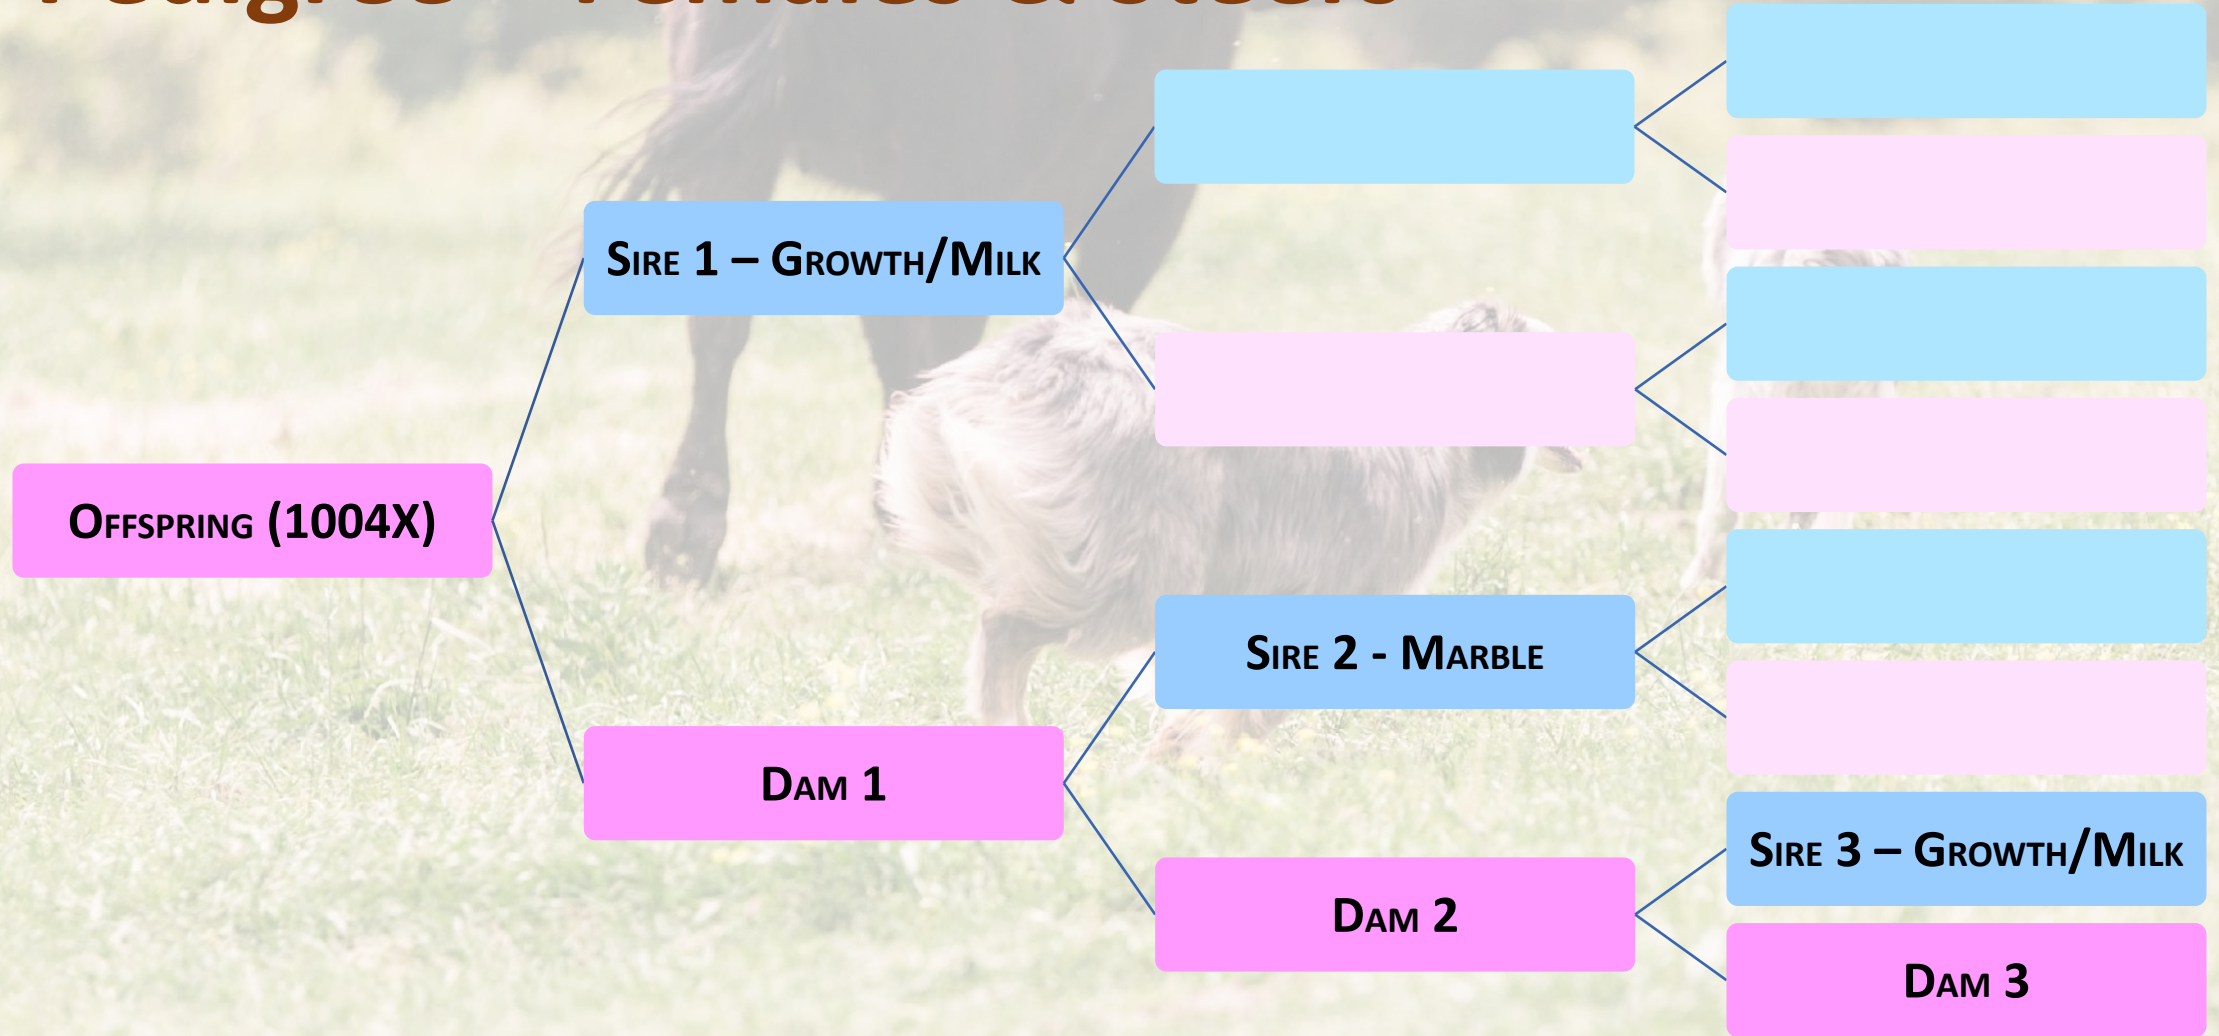 Offspring (1004X)
Sire 1 – Growth/Milk
Dam 1
Sire 2 - Marble
Dam 2
Sire 3 – Growth/Milk
Dam 3